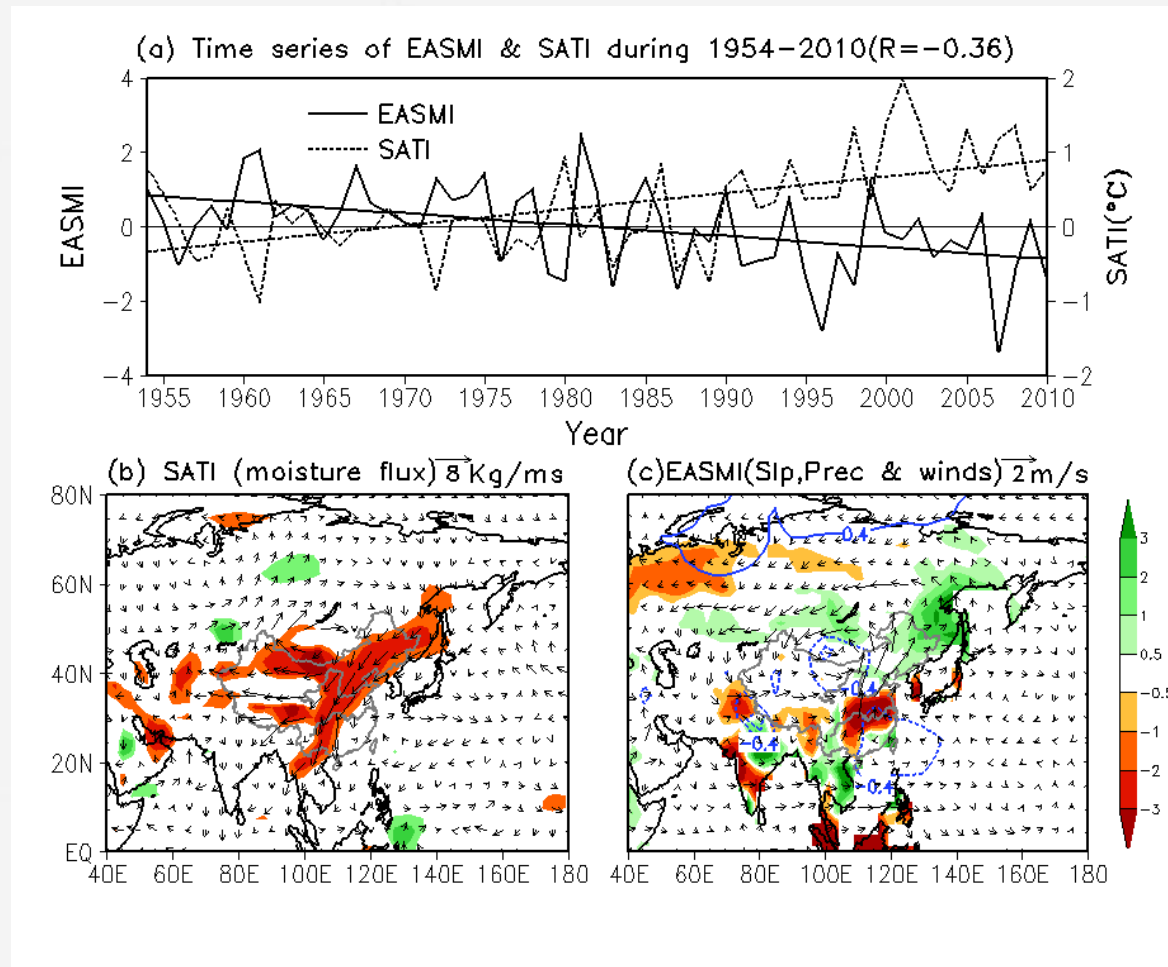 (a) Time series of EASMI & SATI during 1954-2010(R=-0.36)
4
2
0
-2
-4
EASMI
EASMI
SATI
2
1
0
-1
-2
SATI(°C)
1955 1960 1965 1970 1975 1980 1985 1990 1995 2000 2005 2010
Year
(b) SATI (moisture flux) 8 Kg/ms
80N
60N
40N
20N
EQ
40E 60E 80E 100E 120E 140E 160E 180
(c)EASMI(Slp,Prec & winds) 2 m/s
0.4
-0.4
-0.4
-0.4
40E 60E 80E 100E 120E 140E 160E 180
3
2
1
0.5
-0.5
-1
-2
-3